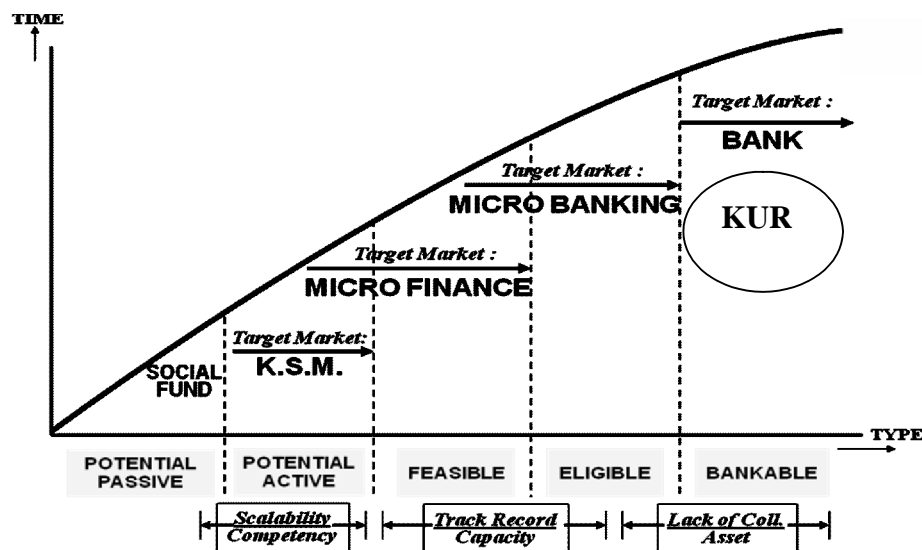 TIME
Target Market :
BANK
Target Market :
MICRO BANKING
KUR
Target Market :
MICRO FINANCE
Target Market:
K.S.M.
SOCIAL
FUND
TYPE
POTENTIAL
PASSIVE
POTENTIAL
ACTIVE
FEASIBLE
ELIGIBLE
BANKABLE
Scalability
Competency
Track Record
Capacity
Lack of Coll.
Asset